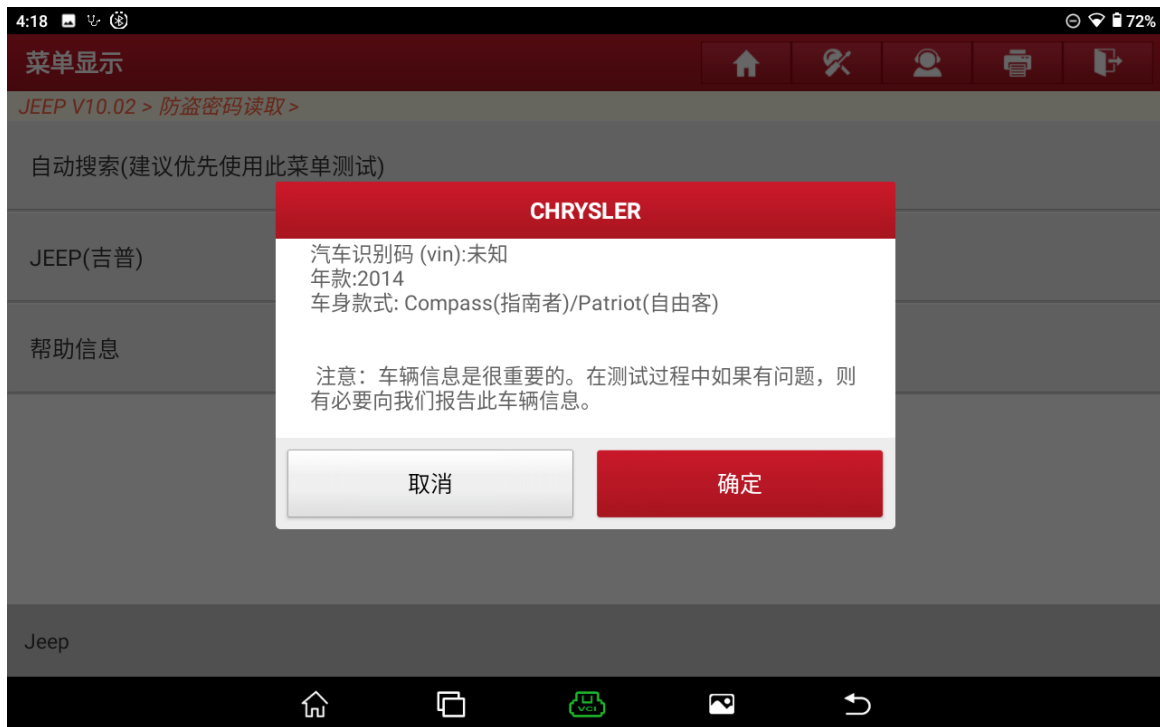 4:18
72%
菜单显示
JEEP V10.02 > 防盗密码读取 >
自动搜索(建议优先使用此菜单测试)
CHRYSLER
汽车识别码 (vin):未知
年款:2014
车身款式: Compass(指南者)/Patriot(自由客)
注意：车辆信息是很重要的。在测试过程中如果有问题，则
有必要向我们报告此车辆信息。
取消
确定
JEEP(吉普)
帮助信息
Jeep
VCI